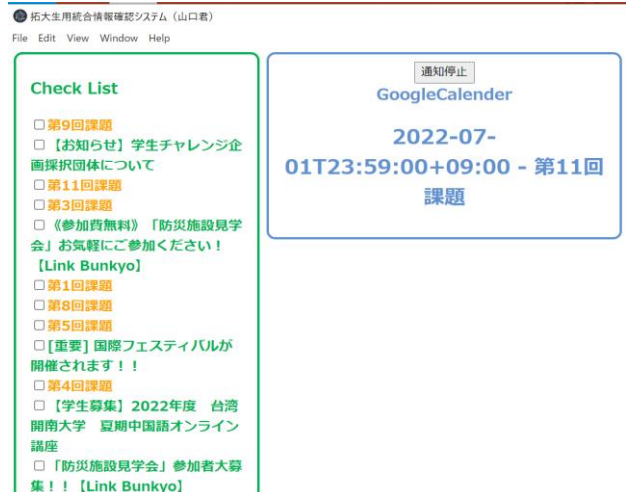 拓大生用統合情報確認システム（山口君）
File Edit View Window Help
Check List
第9回課題
【お知らせ】学生チャレンジ企
画採択団体について
第11回課題
第3回課題
《参加費無料》「防災施設見学
会」お気軽にご参加ください！
【Link Bunkyo】
第1回課題
第8回課題
第5回課題
[重要] 国際フェスティバルが
開催されます！！
第4回課題
【学生募集】2022年度　台湾
開南大学　夏期中国語オンライン
講座
「防災施設見学会」参加者大募
集！！【Link Bunkyo】
通知停止
GoogleCalender
2022-07-
01T23:59:00+09:00 - 第11回
課題